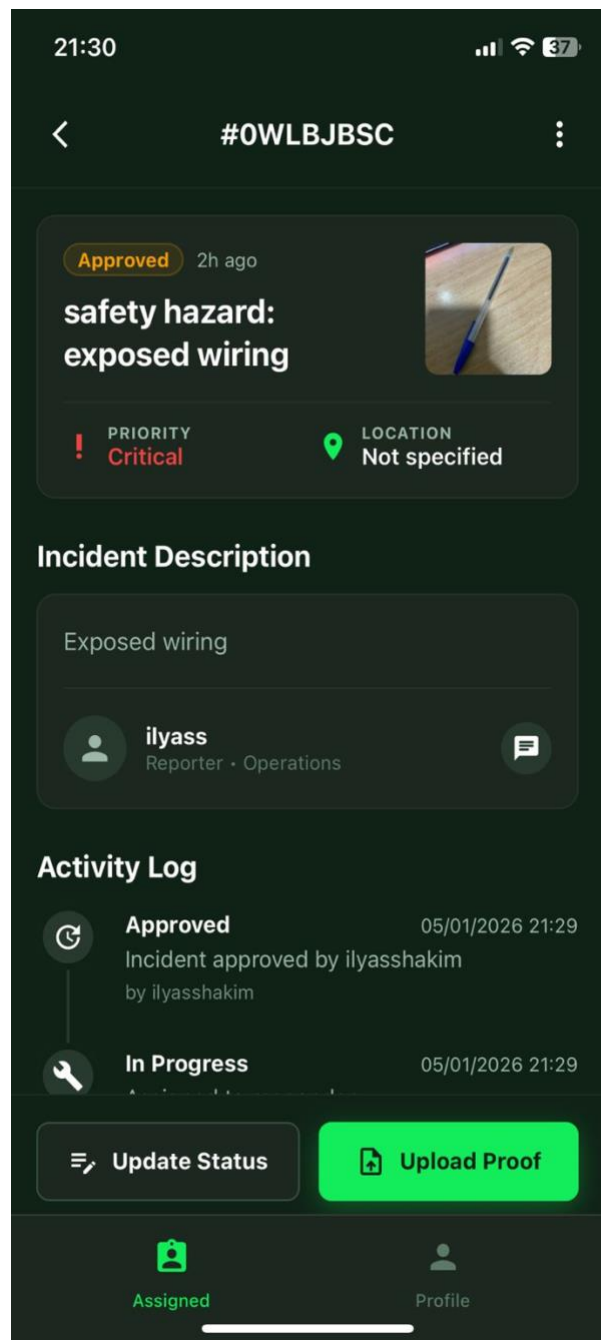 21:30
37
#0WLBJBSC
Approved 2h ago
safety hazard:
exposed wiring
PRIORITY
Critical
LOCATION
Not specified
Incident Description
Exposed wiring
ilyass
Reporter • Operations
Activity Log
Approved 05/01/2026 21:29
Incident approved by ilyasshakim
by ilyasshakim
In Progress 05/01/2026 21:29
Update Status
Upload Proof
Assigned
Profile